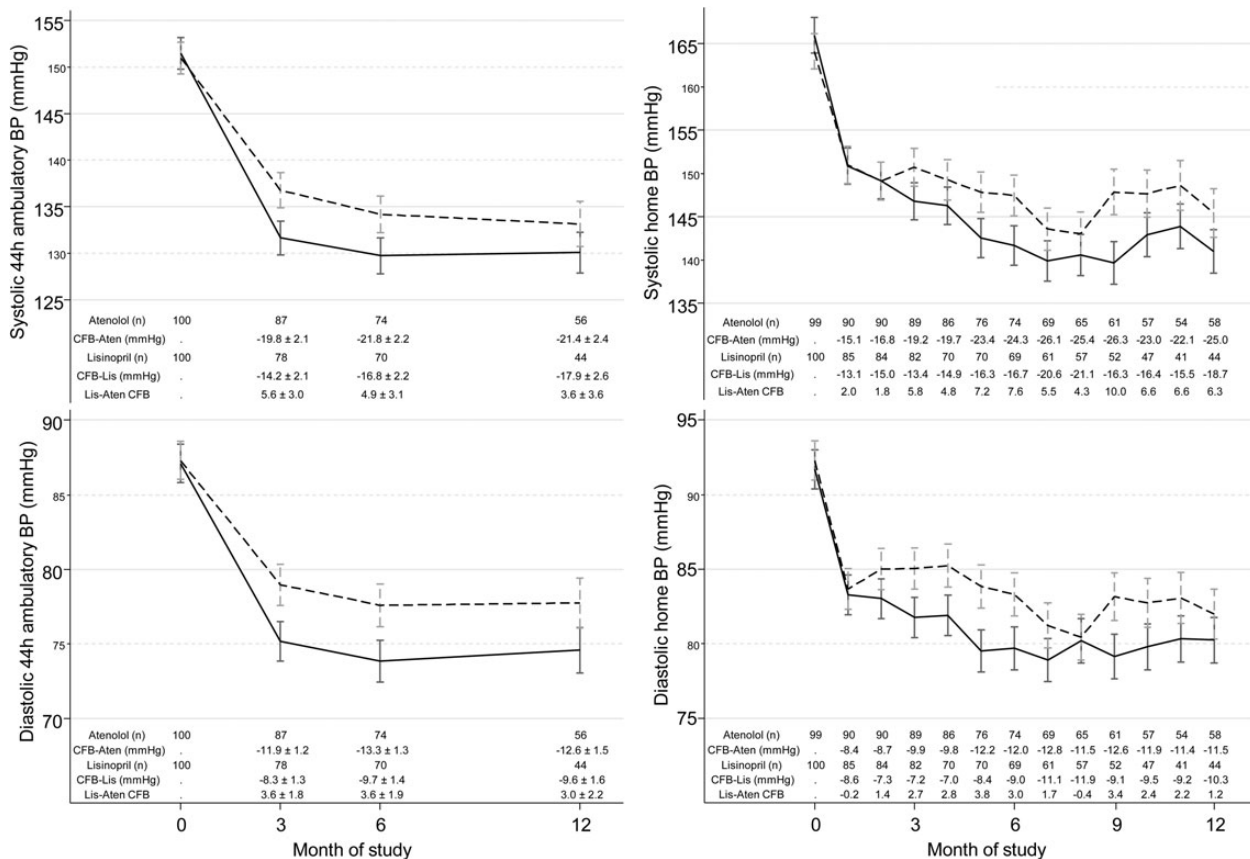 Systolic 44h ambulatory BP (mmHg)
155
150
145
140
135
130
125
Atenolol (n) 100 87 74 56
CFB-Aten (mmHg) . -19.8 ± 2.1 -21.8 ± 2.2 -21.4 ± 2.4
Lisinopril (n) 100 78 70 44
CFB-Lis (mmHg) . -14.2 ± 2.1 -16.8 ± 2.2 -17.9 ± 2.6
Lis-Aten CFB . 5.6 ± 3.0 4.9 ± 3.1 3.6 ± 3.6
Systolic home BP (mmHg)
165
160
155
150
145
135
Atenolol (n) 99 90 90 89 86 76 74 69 65 61 57 54 58
CFB-Aten (mmHg) . -15.1 -16.8 -19.2 -19.7 -23.4 -24.3 -26.1 -25.4 -26.3 -23.0 -22.1 -25.0
Lisinopril (n) 100 85 84 82 70 70 69 61 57 52 47 41 44
CFB-Lis (mmHg) . -13.1 -15.0 -13.4 -14.9 -16.3 -16.7 -20.6 -21.1 -16.3 -16.4 -15.5 -18.7
Lis-Aten CFB . 2.0 1.8 5.8 4.8 7.2 7.6 5.5 4.3 10.0 6.6 6.6 6.3
Diastolic 44h ambulatory BP (mmHg)
90
85
80
75
70
Atenolol (n) 100 87 74 56
CFB-Aten (mmHg) . -11.9 ± 1.2 -13.3 ± 1.3 -12.6 ± 1.5
Lisinopril (n) 100 78 70 44
CFB-Lis (mmHg) . -8.3 ± 1.3 -9.7 ± 1.4 -9.6 ± 1.6
Lis-Aten CFB . 3.6 ± 1.8 3.6 ± 1.9 3.0 ± 2.2
0 3 6 12
Month of study
Diastolic home BP (mmHg)
95
90
85
80
75
Atenolol (n) 99 90 90 89 86 76 74 69 65 61 57 54 58
CFB-Aten (mmHg) . -8.4 -8.7 -9.9 -9.8 -12.2 -12.0 -12.8 -11.5 -12.6 -11.9 -11.4 -11.5
Lisinopril (n) 100 85 84 82 70 70 69 61 57 52 47 41 44
CFB-Lis (mmHg) . -8.6 -7.3 -7.2 -7.0 -8.4 -9.0 -11.1 -11.9 -9.1 -9.5 -9.2 -10.3
Lis-Aten CFB . -0.2 1.4 2.7 2.8 3.8 3.0 1.7 -0.4 3.4 2.4 2.2 1.2
0 3 6 9 12
Month of study